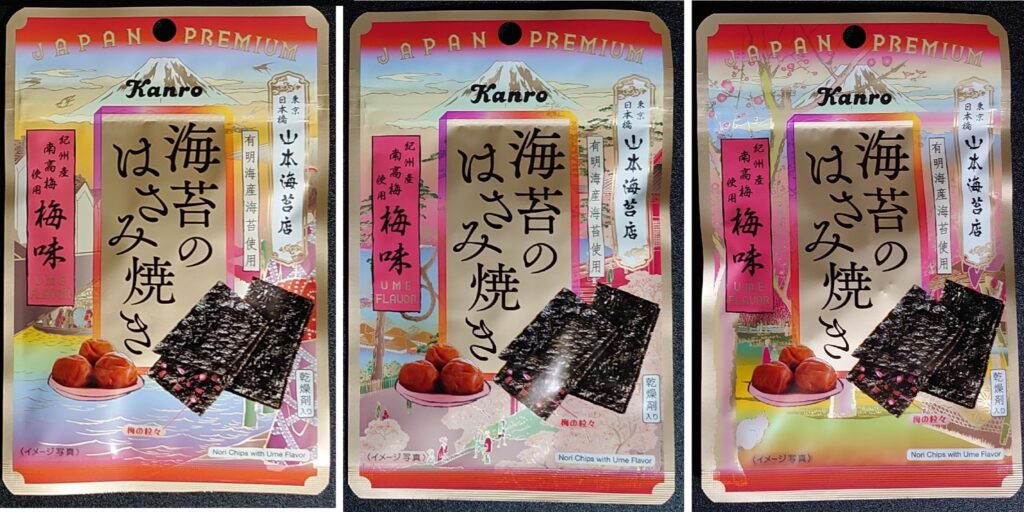 JAPAN PREMIUM
Kanro
東京
日本橋
山本海苔店
有明海産海苔使用
海苔の
はさみ焼き
紀州産
南高梅
使用
梅味
UME
FLAVOR
乾燥剤
入り
梅の粒々
〈イメージ写真〉
Nori Chips with Ume Flavor
JAPAN PREMIUM
Kanro
東京
日本橋
山本海苔店
有明海産海苔使用
海苔の
はさみ焼き
紀州産
南高梅
使用
梅味
UME
FLAVOR
乾燥剤
入り
梅の粒々
〈イメージ写真〉
Nori Chips with Ume Flavor
JAPAN PREMIUM
Kanro
東京
日本橋
山本海苔店
有明海産海苔使用
海苔の
はさみ焼き
紀州産
南高梅
使用
梅味
UME
FLAVOR
乾燥剤
入り
梅の粒々
〈イメージ写真〉
Nori Chips with Ume Flavor